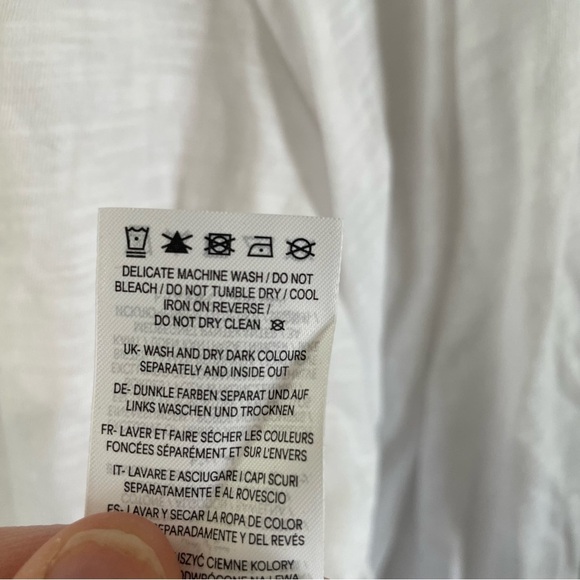 DELICATE MACHINE WASH / DO NOT
BLEACH / DO NOT TUMBLE DRY / COOL
IRON ON REVERSE /
DO NOT DRY CLEAN
UK- WASH AND DRY DARK COLOURS
SEPARATELY AND INSIDE OUT
DE- DUNKLE FARBEN SEPARAT UND AUF
LINKS WASCHEN UND TROCKNEN
FR- LAVER ET FAIRE SÉCHER LES COULEURS
FONCÉES SÉPARÉMENT ET SUR L'ENVERS
IT- LAVARE E ASCIUGARE I CAPI SCURI
SEPARATAMENTE E AL ROVESCIO
ES- LAVAR Y SECAR LA ROPA DE COLOR
SEPARADAMENTE Y DEL REVÉS
CIEMNE KOLORY
NA LEWĄ